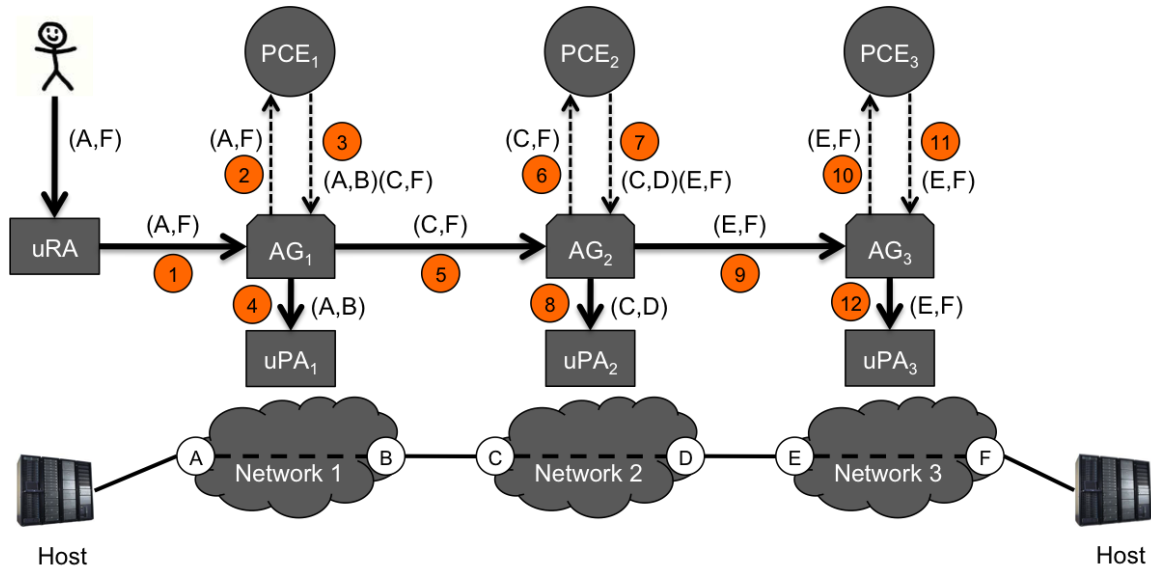 PCE1
PCE2
PCE3
(A,F)
(A,F)
2
3
(A,B)(C,F)
(C,F)
6
7
(C,D)(E,F)
(E,F)
10
11
(E,F)
uRA
(A,F)
1
AG1
(C,F)
5
AG2
(E,F)
9
AG3
4
(A,B)
8
(C,D)
12
(E,F)
uPA1
uPA2
uPA3
A
B
C
D
E
F
Network 1
Network 2
Network 3
Host
Host